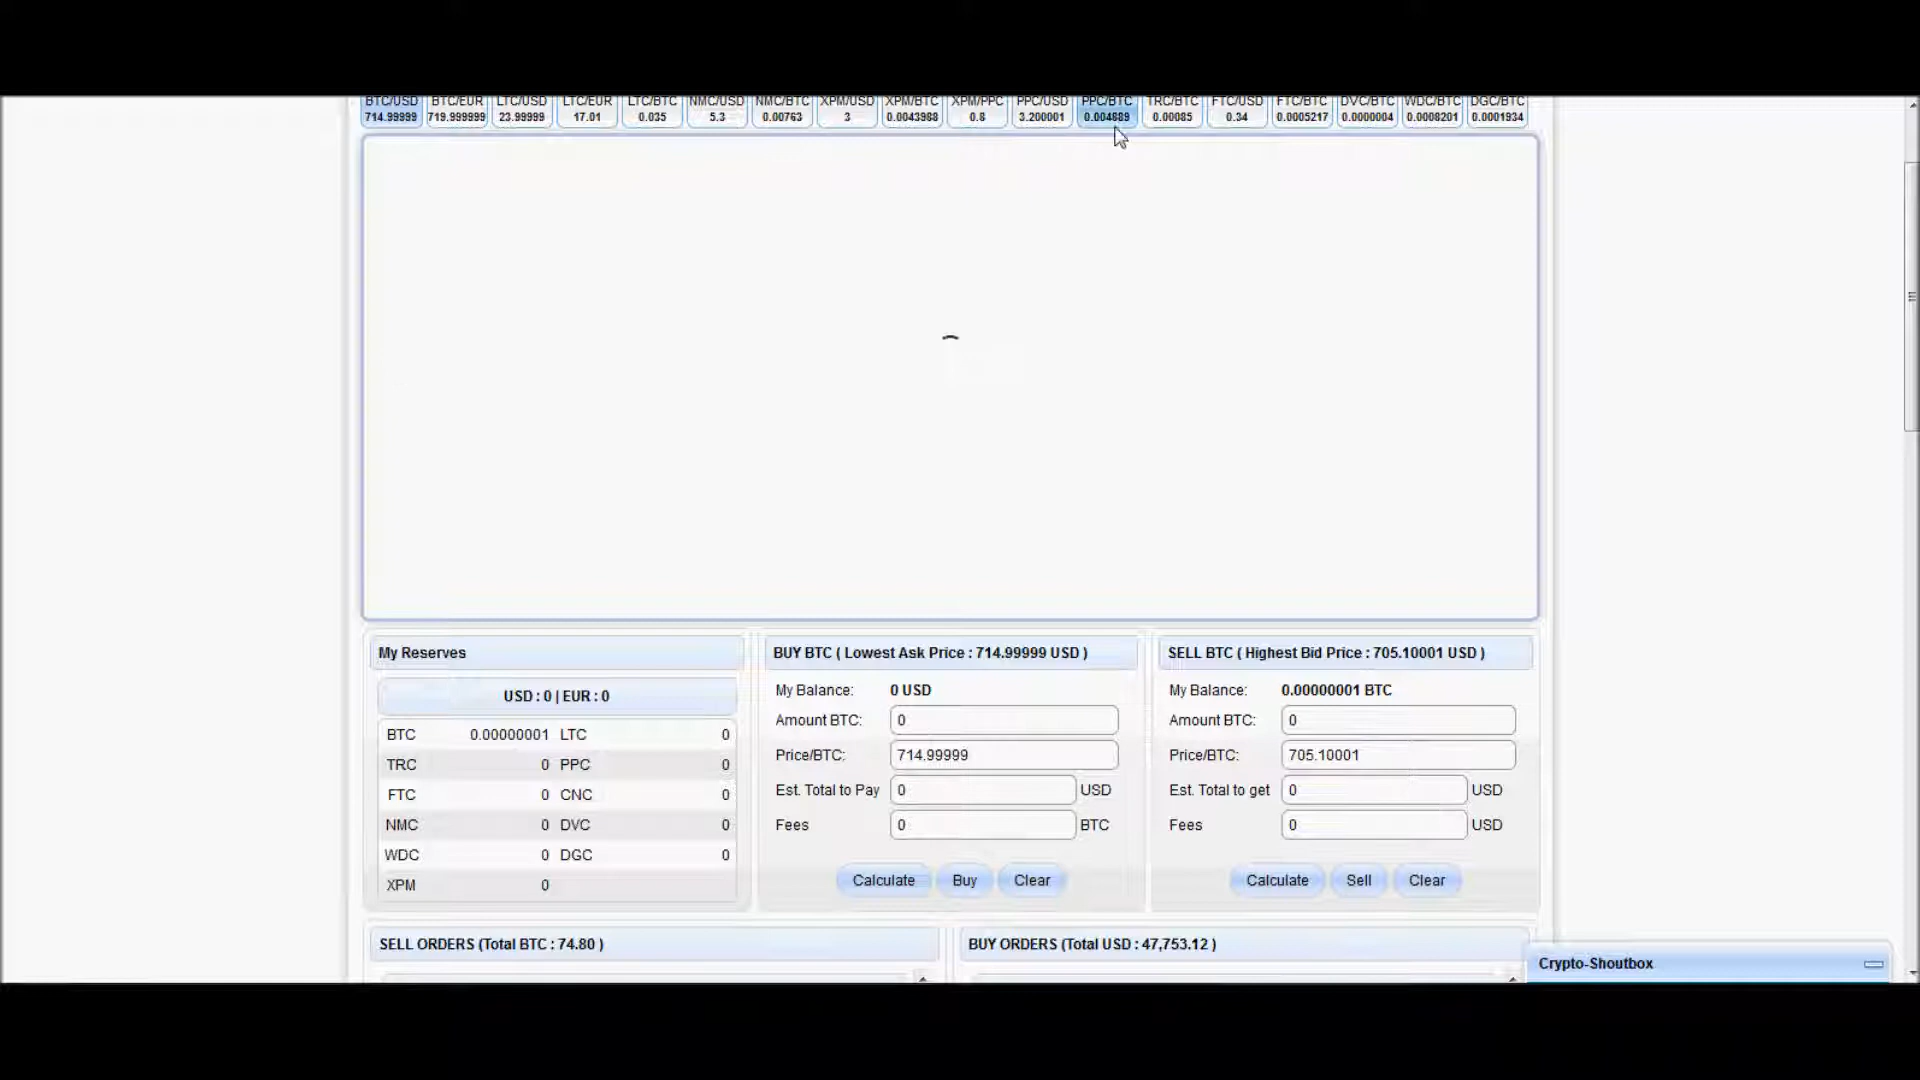 BTC/USD BTC/EUR LTC/USD LTC/EUR LTC/BTC NMC/USD NMC/BTC XPM/USD XPM/BTC XPM/PPC PPC/USD PPC/BTC TRC/BTC FTC/USD FTC/BTC DVC/BTC WDC/BTC DGC/BTC
714.99999 719.999999 23.99999 17.01 0.035 5.3 0.00763 3 0.0043988 0.8 3.200001 0.004689 0.00085 0.34 0.0005217 0.0000004 0.0008201 0.0001934
My Reserves
USD : 0 | EUR : 0
BTC 0.00000001 LTC 0
TRC 0 PPC 0
FTC 0 CNC 0
NMC 0 DVC 0
WDC 0 DGC 0
XPM 0
BUY BTC ( Lowest Ask Price : 714.99999 USD )
My Balance: 0 USD
Amount BTC: 0
Price/BTC: 714.99999
Est. Total to Pay 0 USD
Fees 0 BTC
Calculate Buy Clear
SELL BTC ( Highest Bid Price : 705.10001 USD )
My Balance: 0.00000001 BTC
Amount BTC: 0
Price/BTC: 705.10001
Est. Total to get 0 USD
Fees 0 USD
Calculate Sell Clear
SELL ORDERS (Total BTC : 74.80 )
BUY ORDERS (Total USD : 47,753.12 )
Crypto-Shoutbox